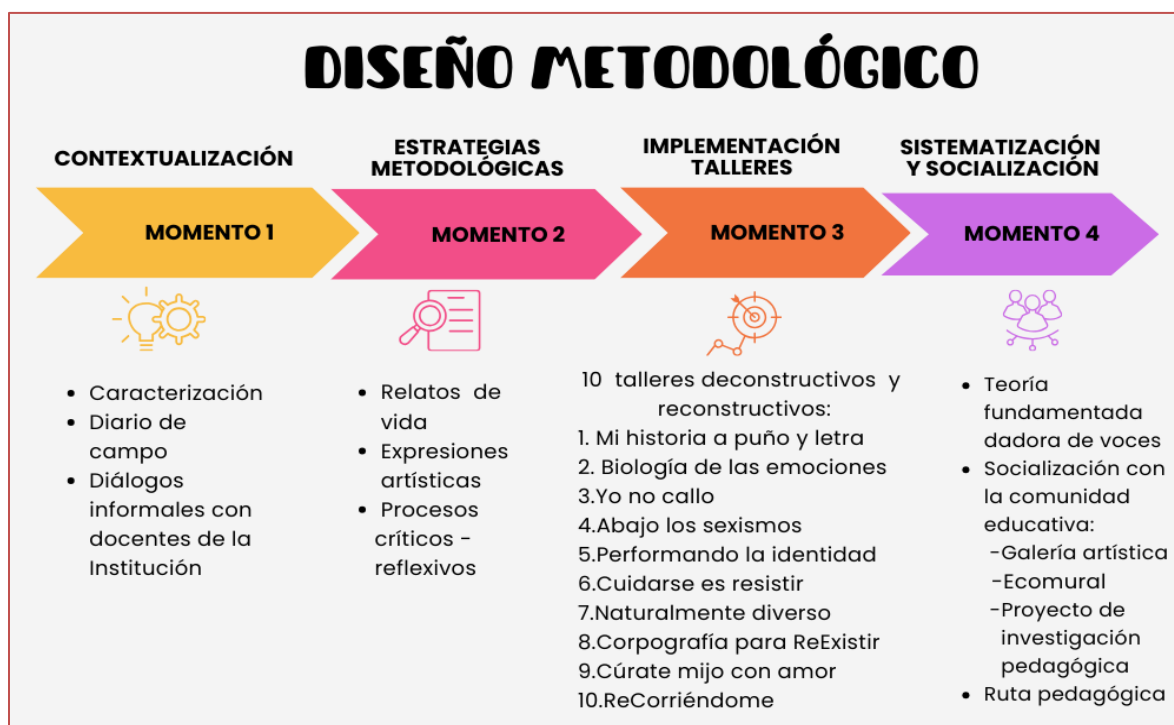 DISEÑO METODOLÓGICO
CONTEXTUALIZACIÓN
MOMENTO 1
• Caracterización
• Diario de
campo
• Diálogos
informales con
docentes de la
Institución
ESTRATEGIAS
METODOLÓGICAS
MOMENTO 2
• Relatos de
vida
• Expresiones
artísticas
• Procesos
críticos -
reflexivos
IMPLEMENTACIÓN
TALLERES
MOMENTO 3
10 talleres deconstructivos y
reconstructivos:
1. Mi historia a puño y letra
2. Biología de las emociones
3.Yo no callo
4.Abajo los sexismos
5.Performando la identidad
6.Cuidarse es resistir
7.Naturalmente diverso
8.Corpografía para ReExistir
9.Cúrate mijo con amor
10.ReCorriéndome
SISTEMATIZACIÓN
Y SOCIALIZACIÓN
MOMENTO 4
• Teoría
fundamentada
dadora de voces
• Socialización con
la comunidad
educativa:
-Galería artística
-Ecomural
-Proyecto de
investigación
pedagógica
• Ruta pedagógica